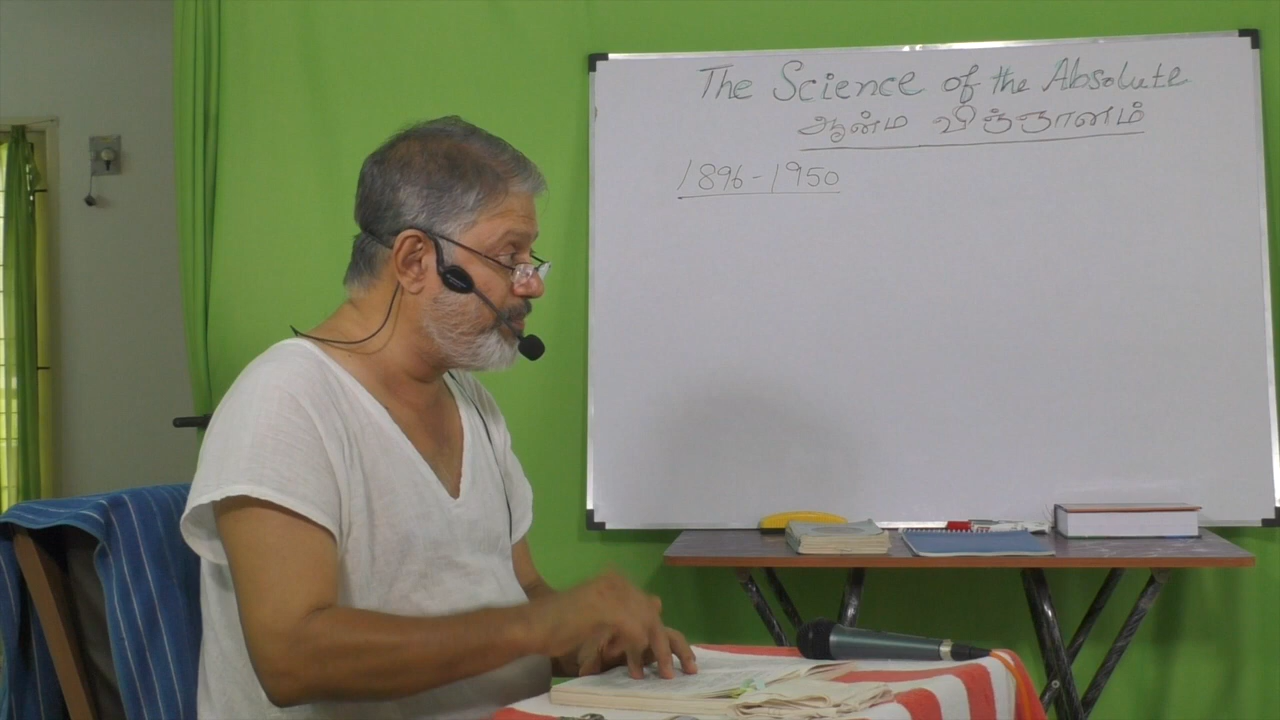 The Science of the Absolute
ஆன்ம விஞ்ஞானம்
1896-1950